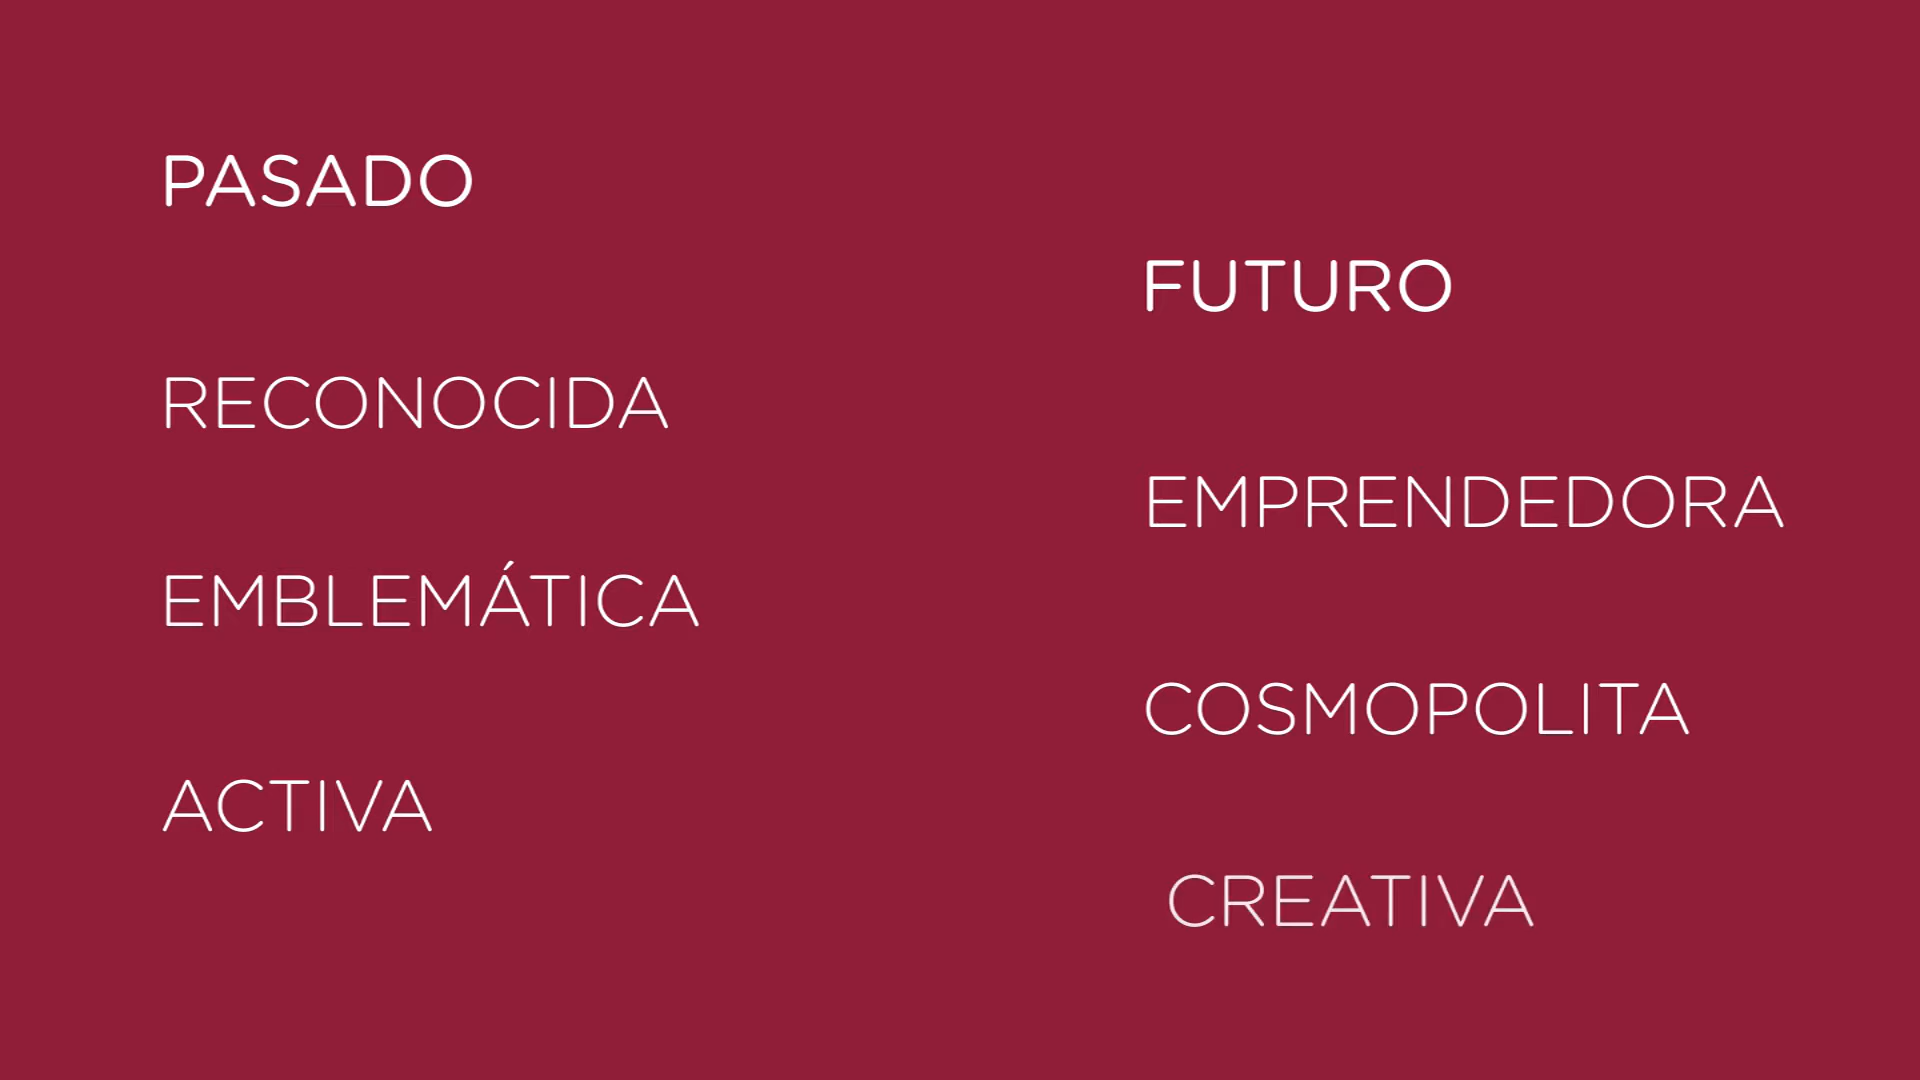 PASADO
RECONOCIDA
EMBLEMÁTICA
ACTIVA
FUTURO
EMPRENDEDORA
COSMOPOLITA
CREATIVA